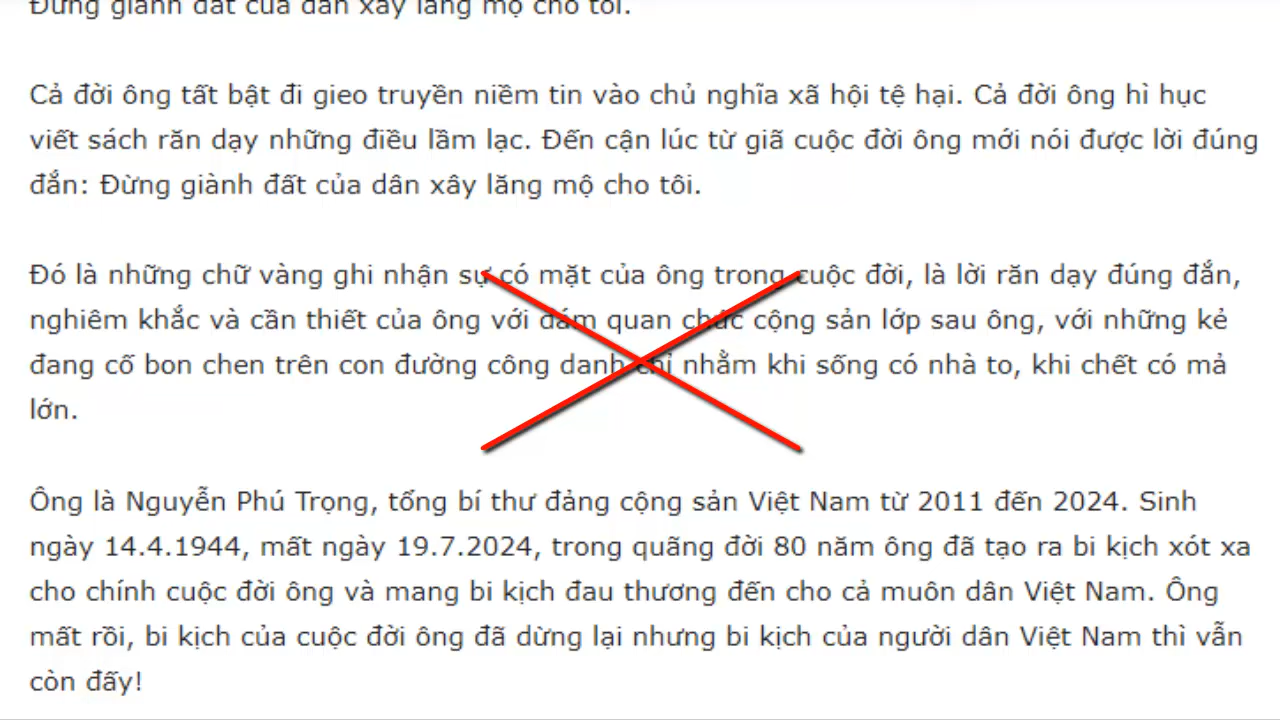 Đừng giành đất của dân xây lăng mộ cho tôi.
Cả đời ông tất bật đi gieo truyền niềm tin vào chủ nghĩa xã hội tệ hại. Cả đời ông hì hục
viết sách răn dạy những điều lầm lạc. Đến cận lúc từ giã cuộc đời ông mới nói được lời đúng
đắn: Đừng giành đất của dân xây lăng mộ cho tôi.
Đó là những chữ vàng ghi nhận sự có mặt của ông trong cuộc đời, là lời răn dạy đúng đắn,
nghiêm khắc và cần thiết của ông với đám quan chức cộng sản lớp sau ông, với những kẻ
đang cố bon chen trên con đường công danh chỉ nhằm khi sống có nhà to, khi chết có mả
lớn.
Ông là Nguyễn Phú Trọng, tổng bí thư đảng cộng sản Việt Nam từ 2011 đến 2024. Sinh
ngày 14.4.1944, mất ngày 19.7.2024, trong quãng đời 80 năm ông đã tạo ra bi kịch xót xa
cho chính cuộc đời ông và mang bi kịch đau thương đến cho cả muôn dân Việt Nam. Ông
mất rồi, bi kịch của cuộc đời ông đã dừng lại nhưng bi kịch của người dân Việt Nam thì vẫn
còn đấy!